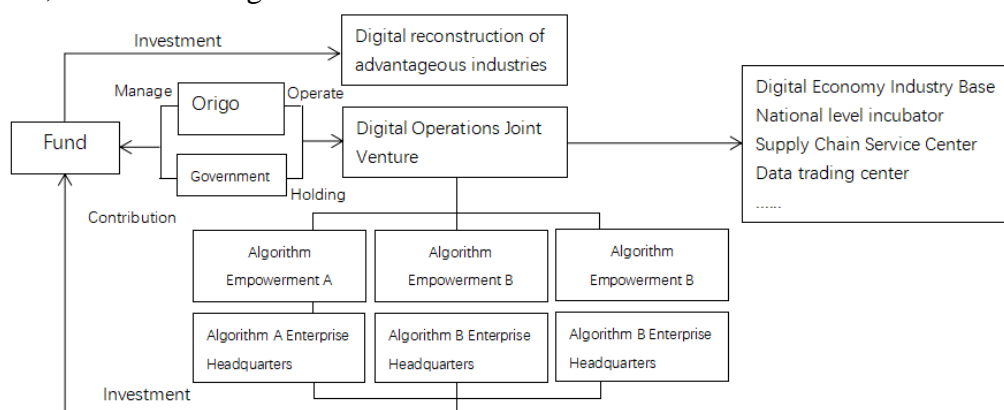 Investment
Digital reconstruction of
advantageous industries
Manage
Origo
Operate
Fund
Government
Holding
Digital Operations Joint
Venture
Digital Economy Industry Base
National level incubator
Supply Chain Service Center
Data trading center
......
Contribution
Algorithm
Empowerment A
Algorithm
Empowerment B
Algorithm
Empowerment B
Algorithm A Enterprise
Headquarters
Algorithm B Enterprise
Headquarters
Algorithm B Enterprise
Headquarters
Investment